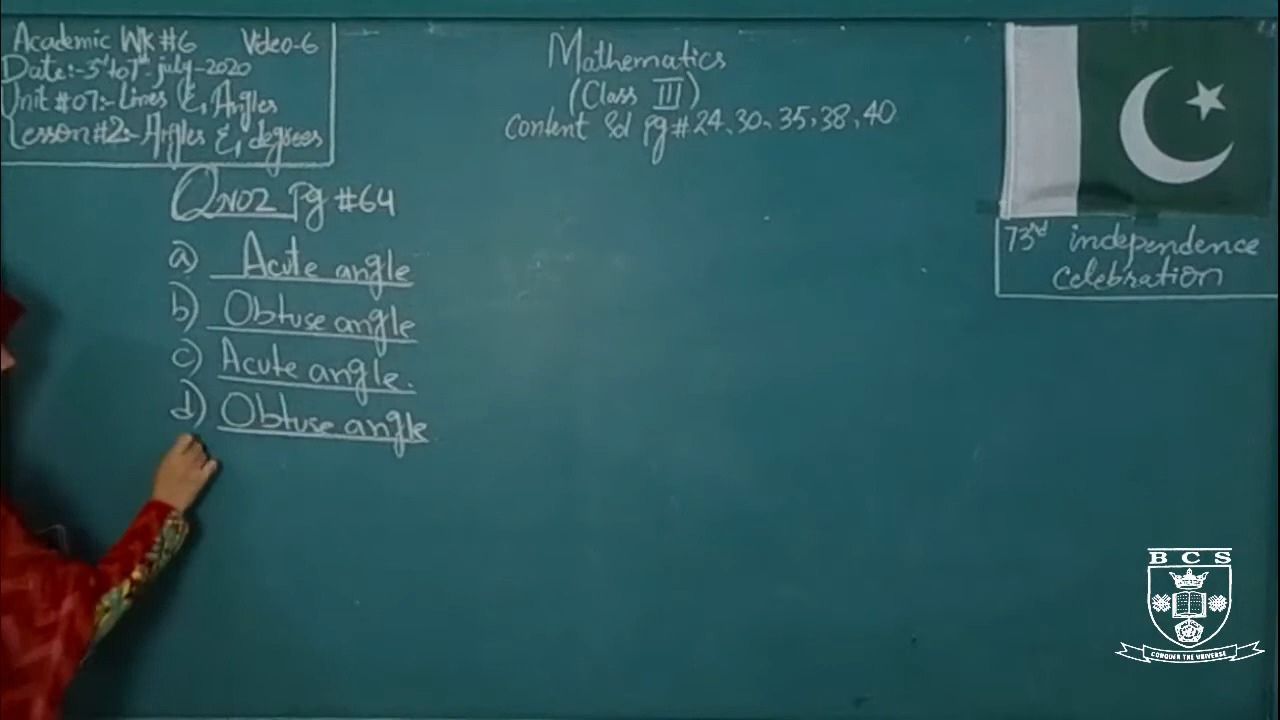 Academic WK #6 Video-6
Date:-3rd to 7th july-2020
Unit #07:- Lines & Angles
Lesson #2:- Angles & degrees
Mathematics
(Class III)
Content Sd pg # 24, 30, 35, 38, 40
Q NO2 Pg #64
a) Acute angle
b) Obtuse angle
c) Acute angle.
d) Obtuse angle
73rd independence
celebration
BCS
CONQUER THE UNIVERSE